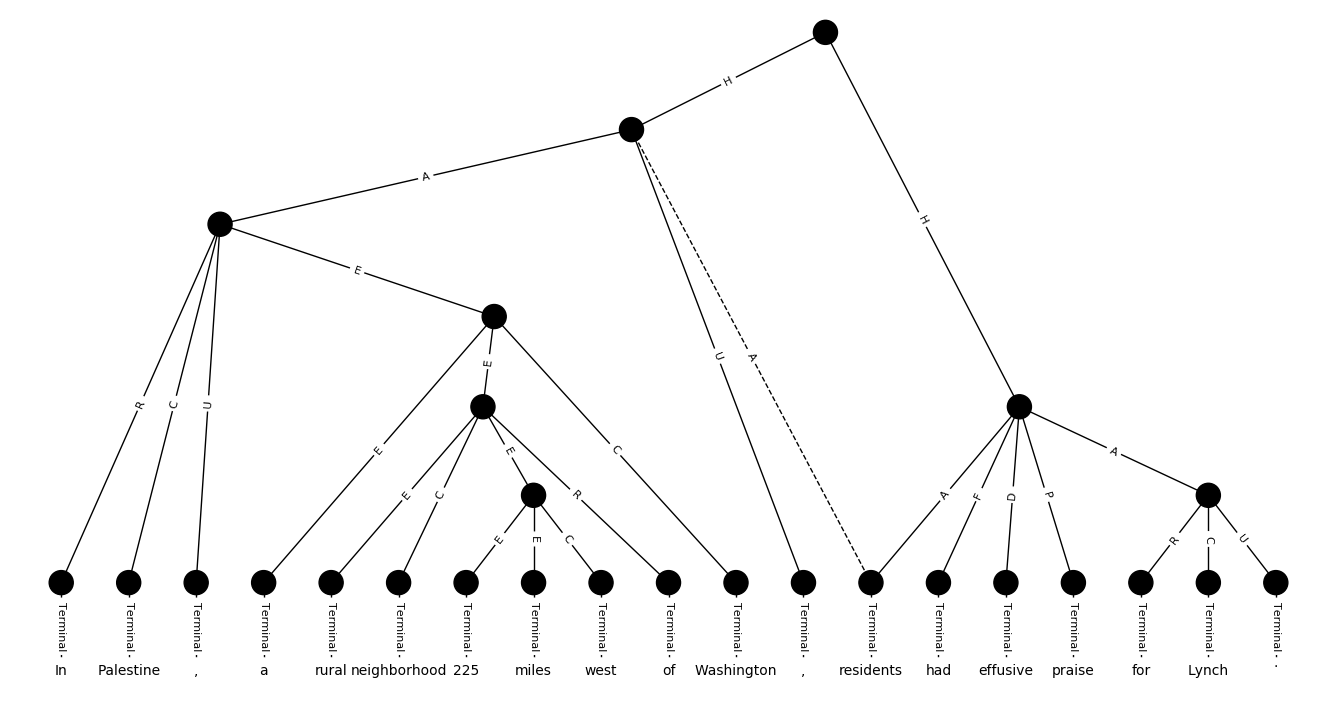 H
A
H
E
E
R C U
U A
E C
A
E C E R
A F D P
E E C
R C U
Terminal Terminal Terminal Terminal Terminal Terminal Terminal Terminal Terminal Terminal Terminal Terminal Terminal Terminal Terminal Terminal Terminal Terminal Terminal
In Palestine , a rural neighborhood 225 miles west of Washington , residents had effusive praise for Lynch .